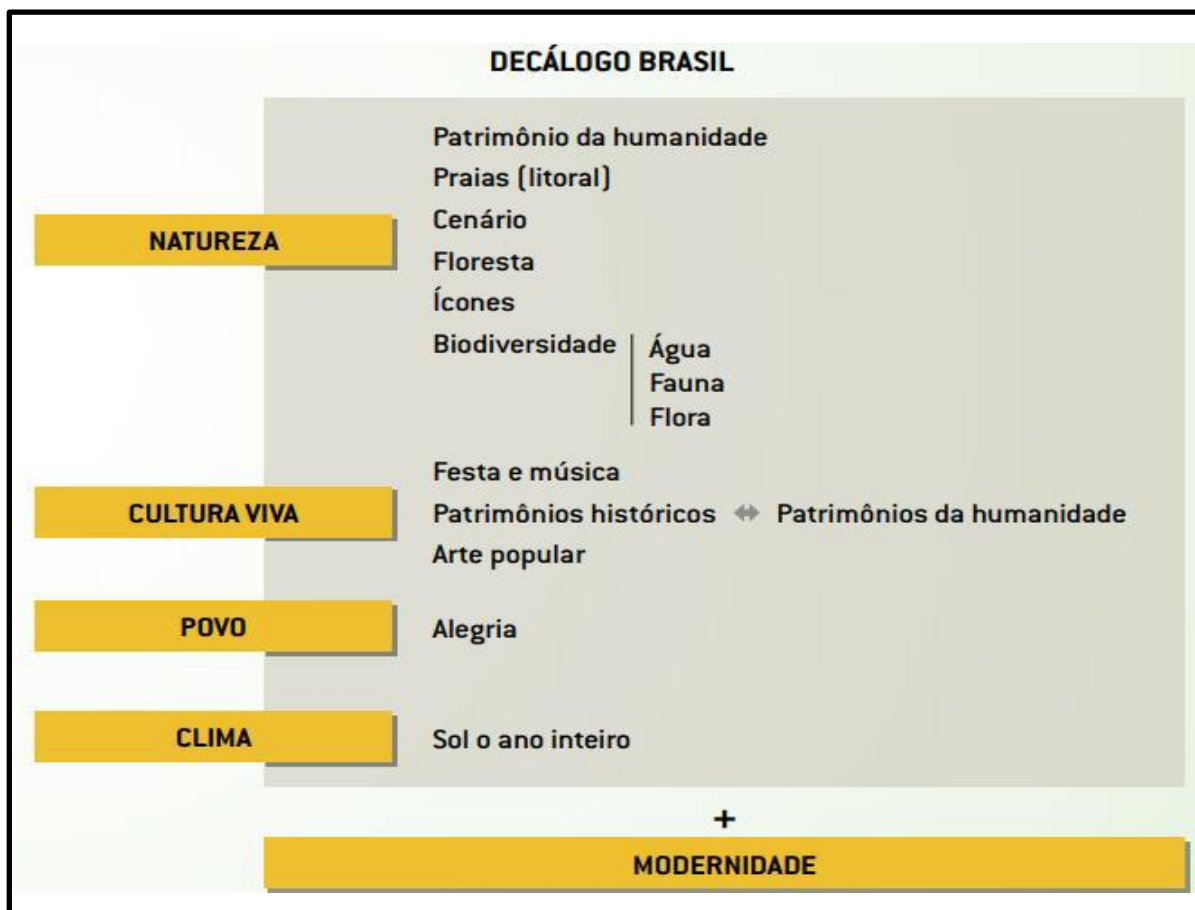 DECÁLOGO BRASIL
NATUREZA
Patrimônio da humanidade
Praias (litoral)
Cenário
Floresta
Ícones
Biodiversidade
Água
Fauna
Flora
CULTURA VIVA
Festa e música
Patrimônios históricos ⇔ Patrimônios da humanidade
Arte popular
POVO
Alegria
CLIMA
Sol o ano inteiro
+
MODERNIDADE